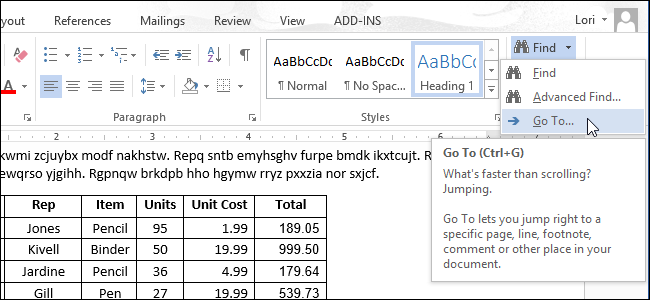 yout References Mailings Review View ADD-INS Lori
Find
Find
Advanced Find...
Go To...
AaBbCcDc AaBbCcDc AaBbCc
¶ Normal ¶ No Spac... Heading 1
Paragraph Styles
2 3 4 5
Go To (Ctrl+G)
What's faster than scrolling?
Jumping.
Go To lets you jump right to a
specific page, line, footnote,
comment or other place in your
document.
kwmi zcjuybx modf nakhstw. Repq sntb emyhsghv furpe bmdk ikxtcujt. R
ewqrso yjgihh. Rgpnqw brkdpb hho hgymw rryz pxxzia nor sxjcf.
Rep Item Units Unit Cost Total
Jones Pencil 95 1.99 189.05
Kivell Binder 50 19.99 999.50
Jardine Pencil 36 4.99 179.64
Gill Pen 27 19.99 539.73